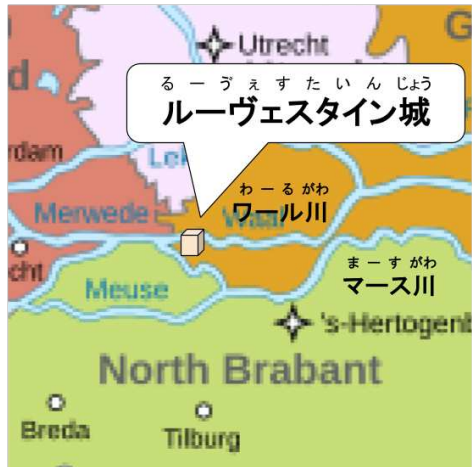 G
Utrecht
d
るーゔぇすたいんじょう
ルーヴェスタイン城
rdam
Lek
わーるがわ
Merwede
Waal
ワール川
まーすがわ
マース川
cht
Meuse
's-Hertogent
North Brabant
Breda
Tilburg